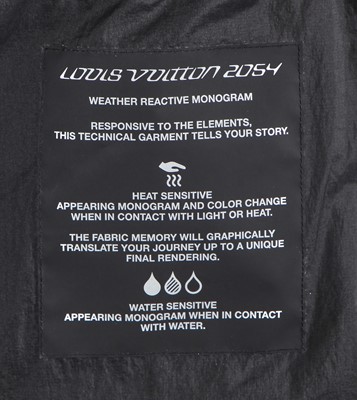 LOUIS VUITTON 2054
WEATHER REACTIVE MONOGRAM
RESPONSIVE TO THE ELEMENTS,
THIS TECHNICAL GARMENT TELLS YOUR STORY.
HEAT SENSITIVE
APPEARING MONOGRAM AND COLOR CHANGE
WHEN IN CONTACT WITH LIGHT OR HEAT.
THE FABRIC MEMORY WILL GRAPHICALLY
TRANSLATE YOUR JOURNEY UP TO A UNIQUE
FINAL RENDERING.
WATER SENSITIVE
APPEARING MONOGRAM WHEN IN CONTACT
WITH WATER.